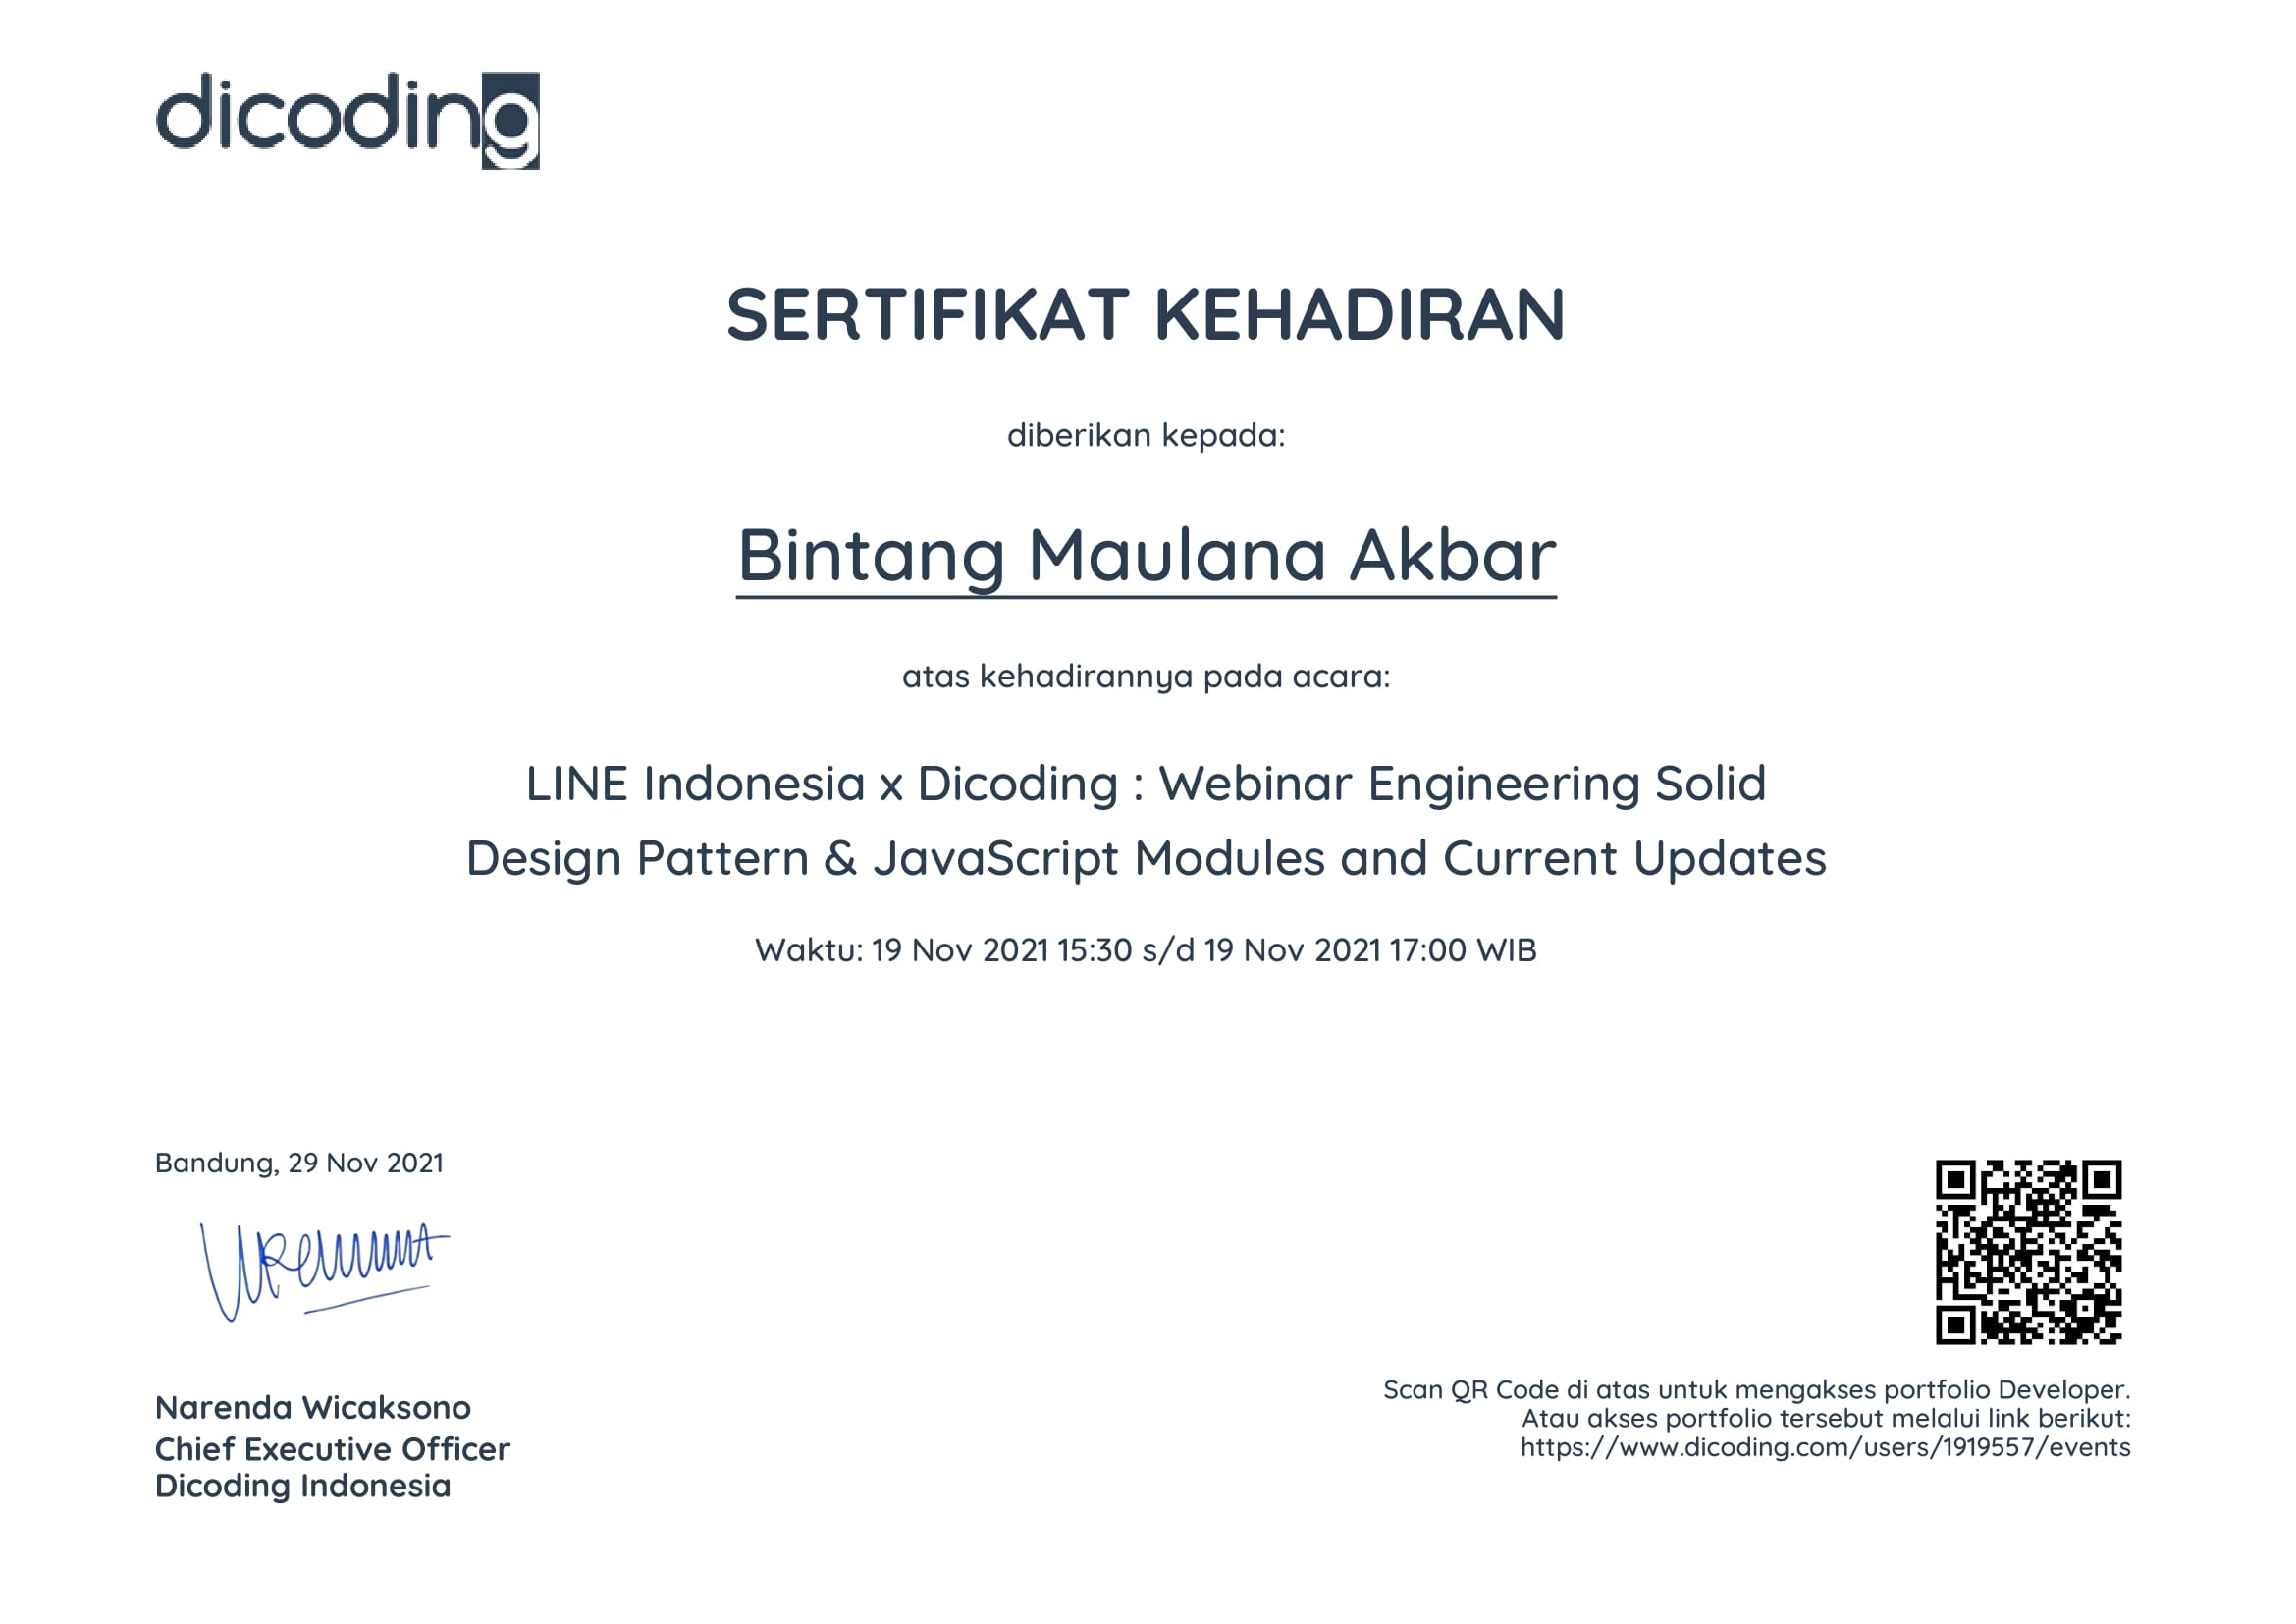 dicoding
SERTIFIKAT KEHADIRAN
diberikan kepada:
Bintang Maulana Akbar
atas kehadirannya pada acara:
LINE Indonesia x Dicoding : Webinar Engineering Solid
Design Pattern & JavaScript Modules and Current Updates
Waktu: 19 Nov 2021 15:30 s/d 19 Nov 2021 17:00 WIB
Bandung, 29 Nov 2021
Narenda Wicaksono
Chief Executive Officer
Dicoding Indonesia
Scan QR Code di atas untuk mengakses portfolio Developer.
Atau akses portfolio tersebut melalui link berikut:
https://www.dicoding.com/users/1919557/events